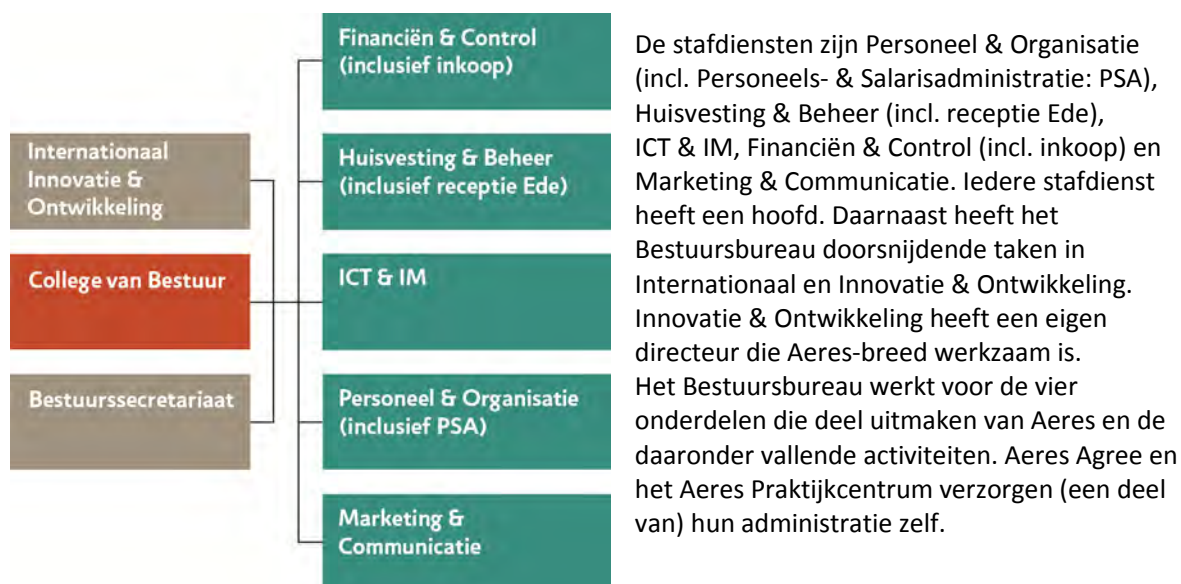 Internationaal
Innovatie &
Ontwikkeling
College van Bestuur
Bestuurssecretariaat
Financiën & Control
(inclusief inkoop)
Huisvesting & Beheer
(inclusief receptie Ede)
ICT & IM
Personeel & Organisatie
(inclusief PSA)
Marketing &
Communicatie
De stafdiensten zijn Personeel & Organisatie
(incl. Personeels- & Salarisadministratie: PSA),
Huisvesting & Beheer (incl. receptie Ede),
ICT & IM, Financiën & Control (incl. inkoop) en
Marketing & Communicatie. Iedere stafdienst
heeft een hoofd. Daarnaast heeft het
Bestuursbureau doorsnijdende taken in
Internationaal en Innovatie & Ontwikkeling.
Innovatie & Ontwikkeling heeft een eigen
directeur die Aeres-breed werkzaam is.
Het Bestuursbureau werkt voor de vier
onderdelen die deel uitmaken van Aeres en de
daaronder vallende activiteiten. Aeres Agree en
het Aeres Praktijkcentrum verzorgen (een deel
van) hun administratie zelf.